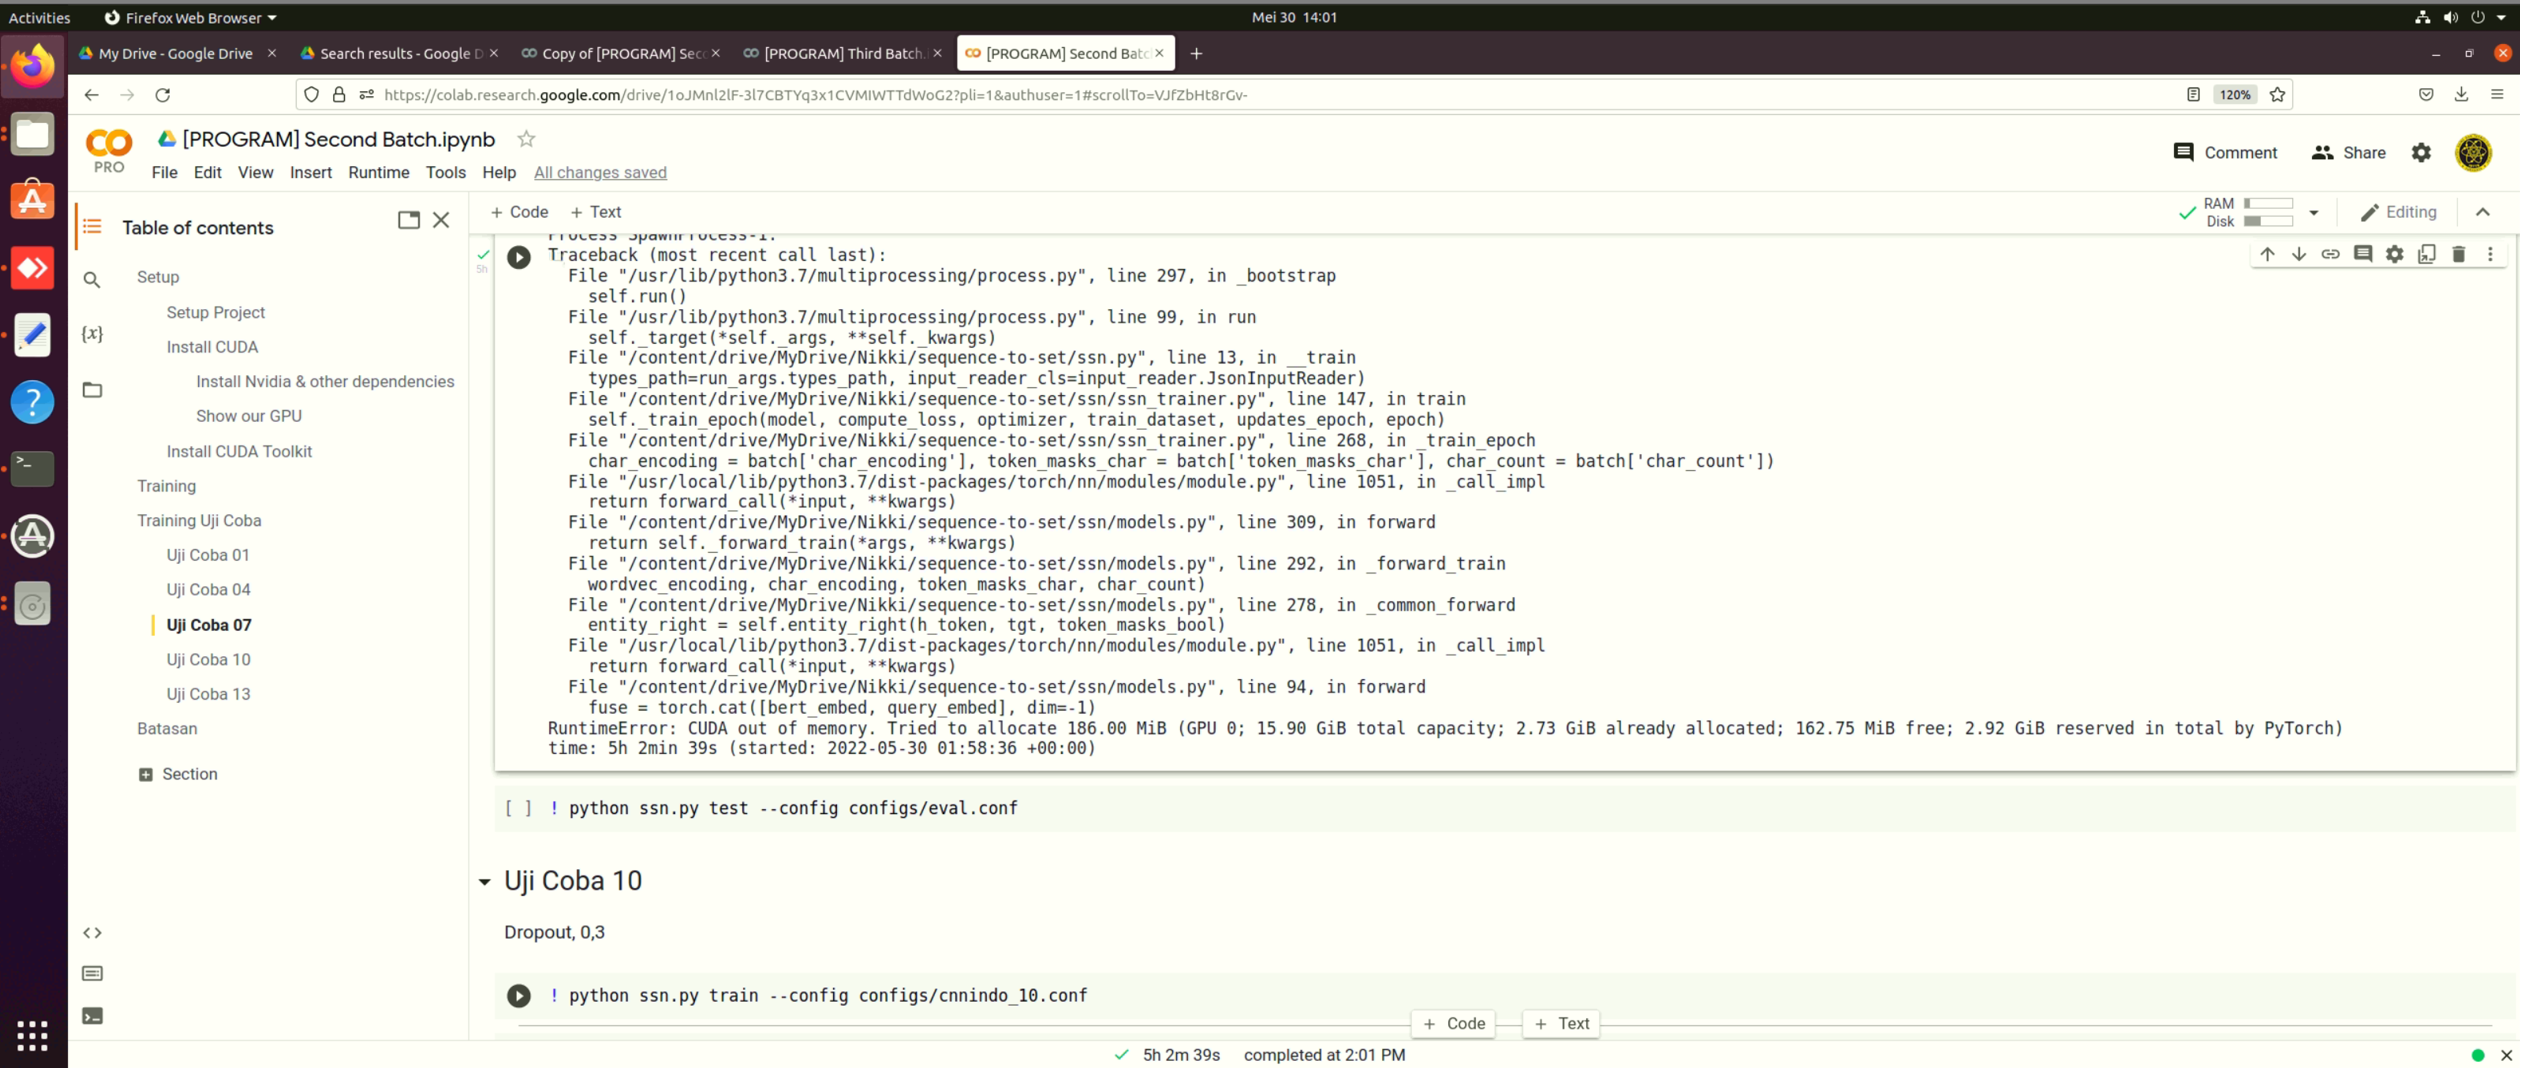 Activities
Firefox Web Browser
Mei 30 14:01
My Drive - Google Drive
Search results - Google D
Copy of [PROGRAM] Sec
[PROGRAM] Third Batch.
[PROGRAM] Second Batc
https://colab.research.google.com/drive/1oJMnl2lF-3l7CBTYq3x1CVMIWTTdWoG2?pli=1&authuser=1#scrollTo=VJfZbHt8rGv-
120%
CO
PRO
[PROGRAM] Second Batch.ipynb
File Edit View Insert Runtime Tools Help All changes saved
Comment
Share
Table of contents
Setup
Setup Project
Install CUDA
Install Nvidia & other dependencies
Show our GPU
Install CUDA Toolkit
Training
Training Uji Coba
Uji Coba 01
Uji Coba 04
Uji Coba 07
Uji Coba 10
Uji Coba 13
Batasan
Section
{x}
+ Code + Text
RAM
Disk
Editing
5h
Process SpawnProcess-1:
Traceback (most recent call last):
File "/usr/lib/python3.7/multiprocessing/process.py", line 297, in _bootstrap
self.run()
File "/usr/lib/python3.7/multiprocessing/process.py", line 99, in run
self._target(*self._args, **self._kwargs)
File "/content/drive/MyDrive/Nikki/sequence-to-set/ssn.py", line 13, in __train
types_path=run_args.types_path, input_reader_cls=input_reader.JsonInputReader)
File "/content/drive/MyDrive/Nikki/sequence-to-set/ssn/ssn_trainer.py", line 147, in train
self._train_epoch(model, compute_loss, optimizer, train_dataset, updates_epoch, epoch)
File "/content/drive/MyDrive/Nikki/sequence-to-set/ssn/ssn_trainer.py", line 268, in _train_epoch
char_encoding = batch['char_encoding'], token_masks_char = batch['token_masks_char'], char_count = batch['char_count'])
File "/usr/local/lib/python3.7/dist-packages/torch/nn/modules/module.py", line 1051, in _call_impl
return forward_call(*input, **kwargs)
File "/content/drive/MyDrive/Nikki/sequence-to-set/ssn/models.py", line 309, in forward
return self._forward_train(*args, **kwargs)
File "/content/drive/MyDrive/Nikki/sequence-to-set/ssn/models.py", line 292, in _forward_train
wordvec_encoding, char_encoding, token_masks_char, char_count)
File "/content/drive/MyDrive/Nikki/sequence-to-set/ssn/models.py", line 278, in _common_forward
entity_right = self.entity_right(h_token, tgt, token_masks_bool)
File "/usr/local/lib/python3.7/dist-packages/torch/nn/modules/module.py", line 1051, in _call_impl
return forward_call(*input, **kwargs)
File "/content/drive/MyDrive/Nikki/sequence-to-set/ssn/models.py", line 94, in forward
fuse = torch.cat([bert_embed, query_embed], dim=-1)
RuntimeError: CUDA out of memory. Tried to allocate 186.00 MiB (GPU 0; 15.90 GiB total capacity; 2.73 GiB already allocated; 162.75 MiB free; 2.92 GiB reserved in total by PyTorch)
time: 5h 2min 39s (started: 2022-05-30 01:58:36 +00:00)
[ ] ! python ssn.py test --config configs/eval.conf
Uji Coba 10
Dropout, 0,3
! python ssn.py train --config configs/cnnindo_10.conf
+ Code + Text
5h 2m 39s completed at 2:01 PM